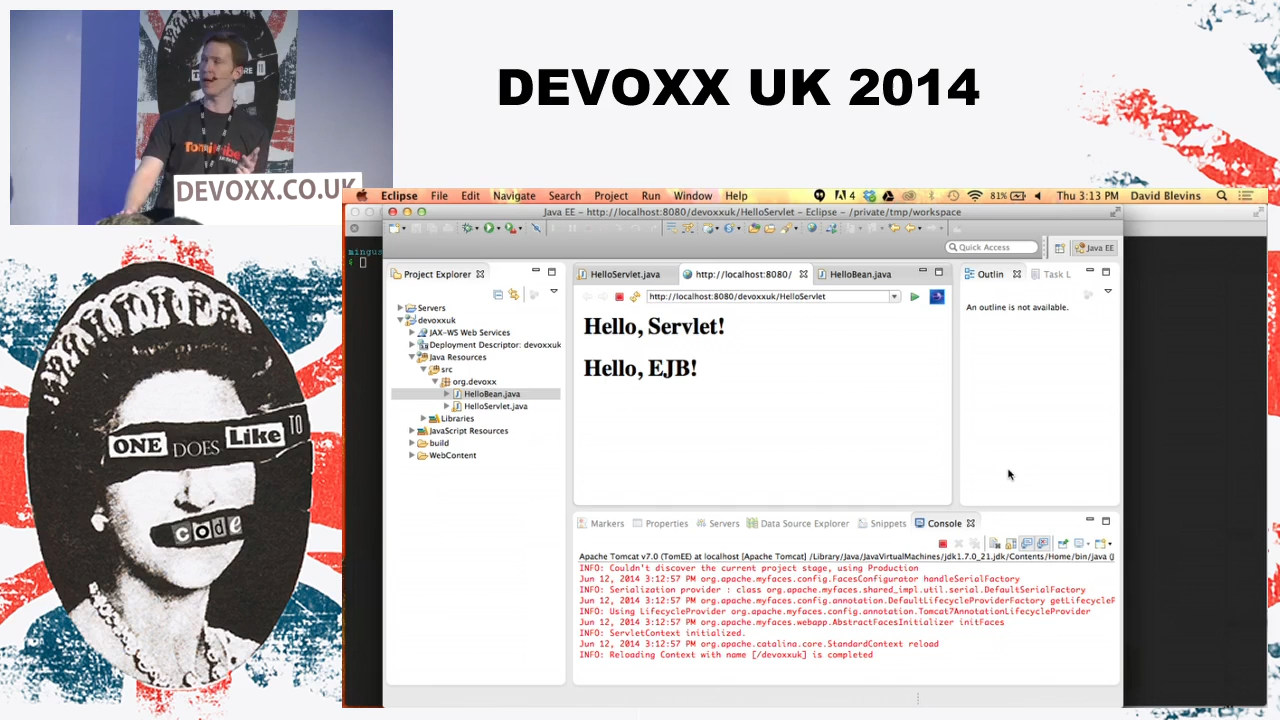 DEVOXX UK 2014
DEVOXX.CO.UK
ONE DOES Like TO
code
Eclipse File Edit Navigate Search Project Run Window Help
4
81%
Thu 3:13 PM David Blevins
Java EE - http://localhost:8080/devoxxuk/HelloServlet - Eclipse - /private/tmp/workspace
Quick Access
Java EE
mingus
Project Explorer
Servers
devoxxuk
JAX-WS Web Services
Deployment Descriptor: devoxxuk
Java Resources
src
org.devoxx
HelloBean.java
HelloServlet.java
Libraries
JavaScript Resources
build
WebContent
HelloServlet.java
http://localhost:8080/
HelloBean.java
http://localhost:8080/devoxxuk/HelloServlet
Hello, Servlet!
Hello, EJB!
Outlin
Task L
An outline is not available.
Markers Properties Servers Data Source Explorer Snippets Console
Apache Tomcat v7.0 (TomEE) at localhost [Apache Tomcat] /Library/Java/JavaVirtualMachines/jdk1.7.0_21.jdk/Contents/Home/bin/java (J
INFO: Couldn't discover the current project stage, using Production
Jun 12, 2014 3:12:57 PM org.apache.myfaces.config.FacesConfigurator handleSerialFactory
INFO: Serialization provider : class org.apache.myfaces.shared_impl.util.serial.DefaultSerialFactory
Jun 12, 2014 3:12:57 PM org.apache.myfaces.config.annotation.DefaultLifecycleProviderFactory getLifecycleP
INFO: Using LifecycleProvider org.apache.myfaces.config.annotation.Tomcat7AnnotationLifecycleProvider
Jun 12, 2014 3:12:57 PM org.apache.myfaces.webapp.AbstractFacesInitializer initFaces
INFO: ServletContext initialized.
Jun 12, 2014 3:12:57 PM org.apache.catalina.core.StandardContext reload
INFO: Reloading Context with name [/devoxxuk] is completed